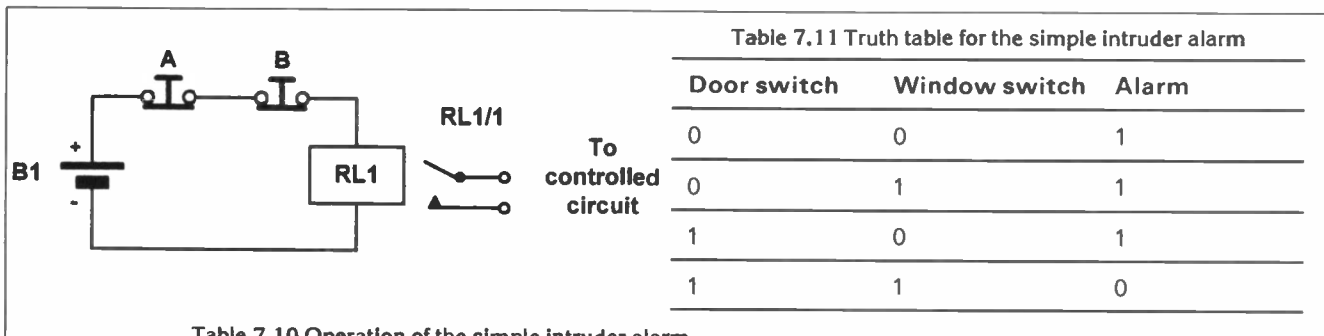 A B
RL1/1
+
B1
-
RL1
To
controlled
circuit
Table 7.11 Truth table for the simple intruder alarm
Door switch Window switch Alarm
0 0 1
0 1 1
1 0 1
1 1 0
Table 7.10 Operation of the simple intruder alarm